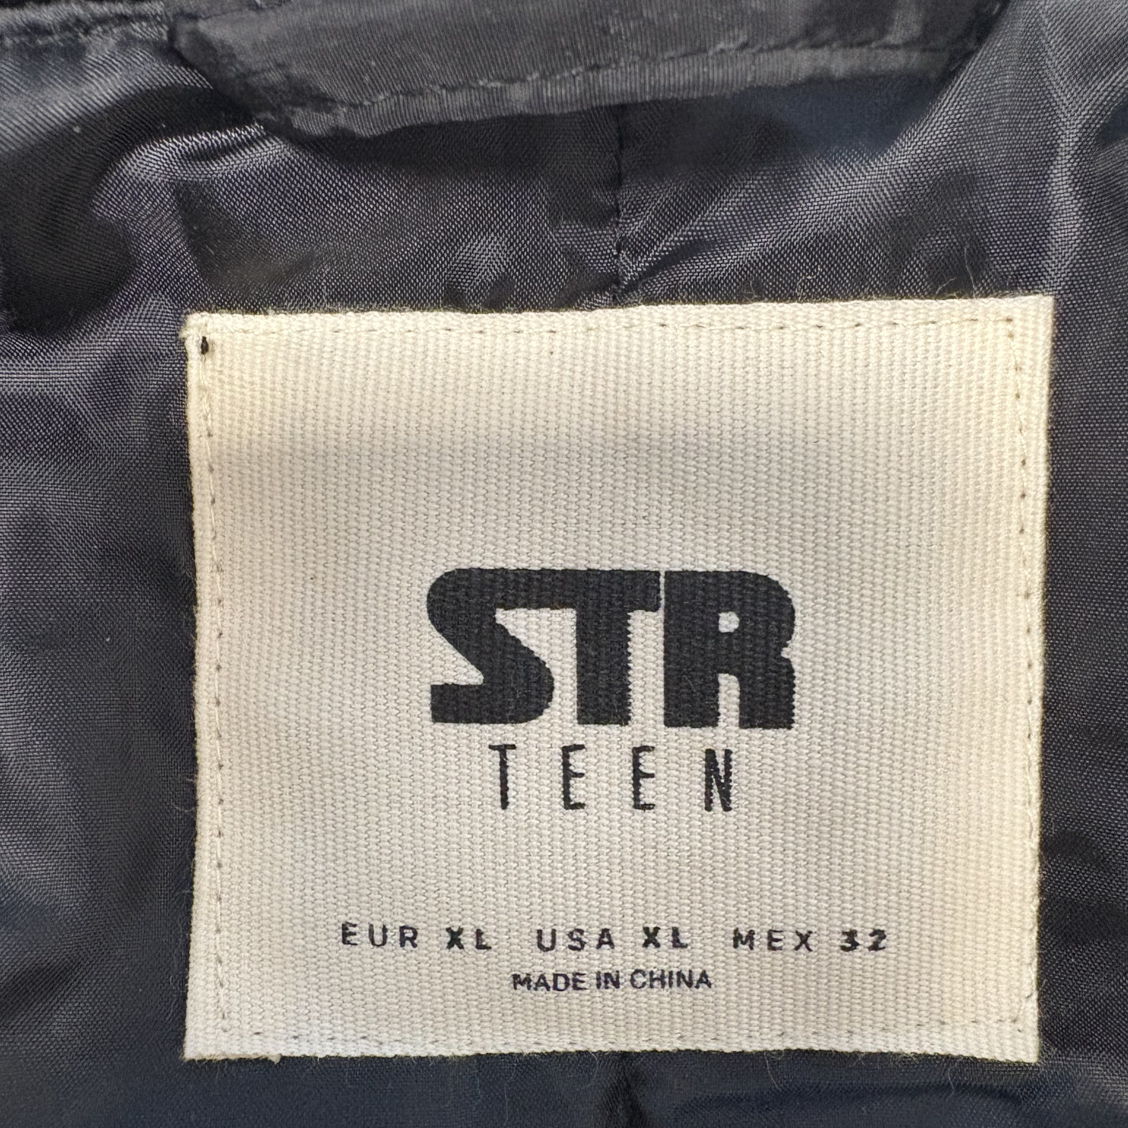 STR
TEEN
EUR XL USA XL MEX 32
MADE IN CHINA